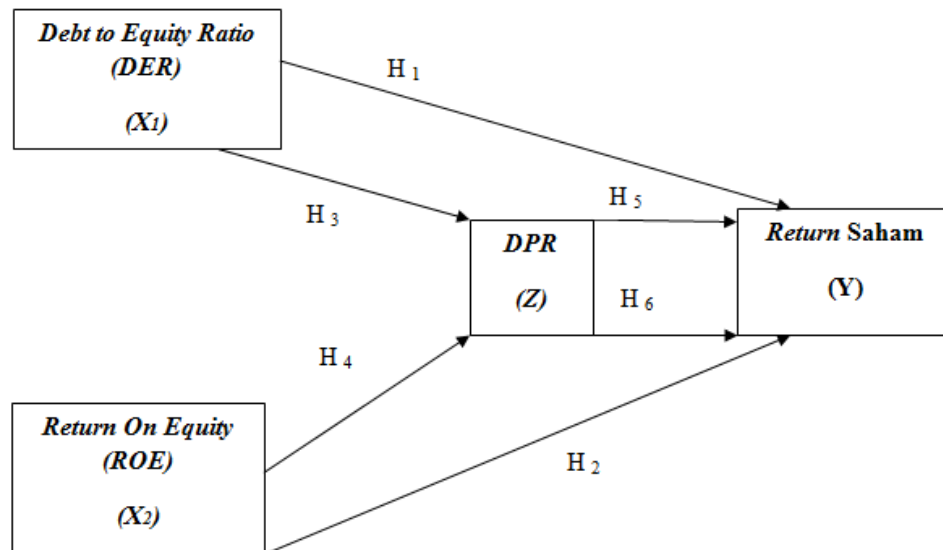 Debt to Equity Ratio
(DER)
(X1)
H 1
H 3
H 5
DPR
(Z)
H 6
Return Saham
(Y)
H 4
Return On Equity
(ROE)
(X2)
H 2